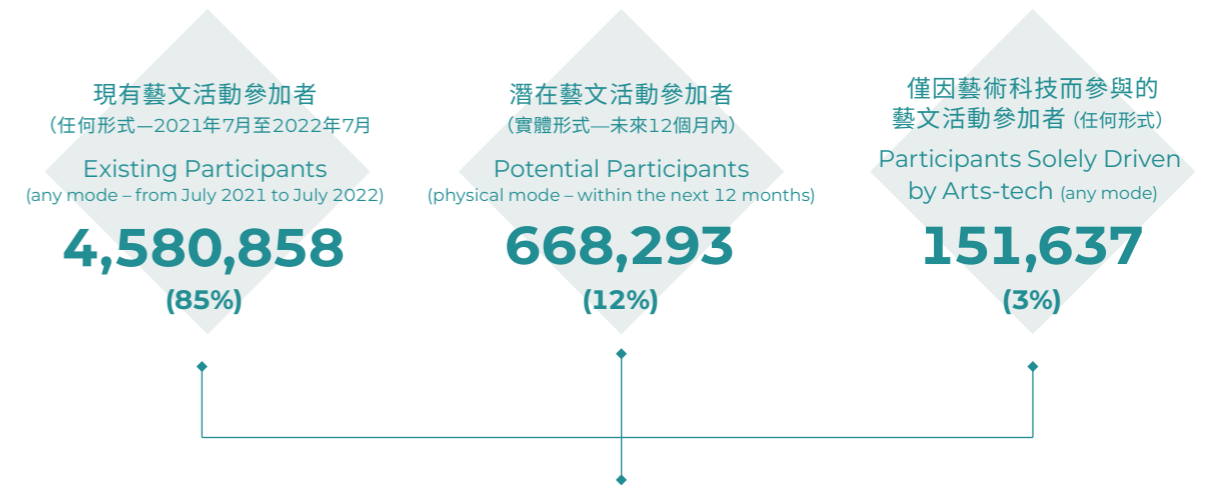 現有藝文活動參加者
（任何形式—2021年7月至2022年7月
Existing Participants
(any mode – from July 2021 to July 2022)
4,580,858
(85%)
潛在藝文活動參加者
（實體形式—未來12個月內）
Potential Participants
(physical mode – within the next 12 months)
668,293
(12%)
僅因藝術科技而參與的
藝文活動參加者（任何形式）
Participants Solely Driven
by Arts-tech (any mode)
151,637
(3%)